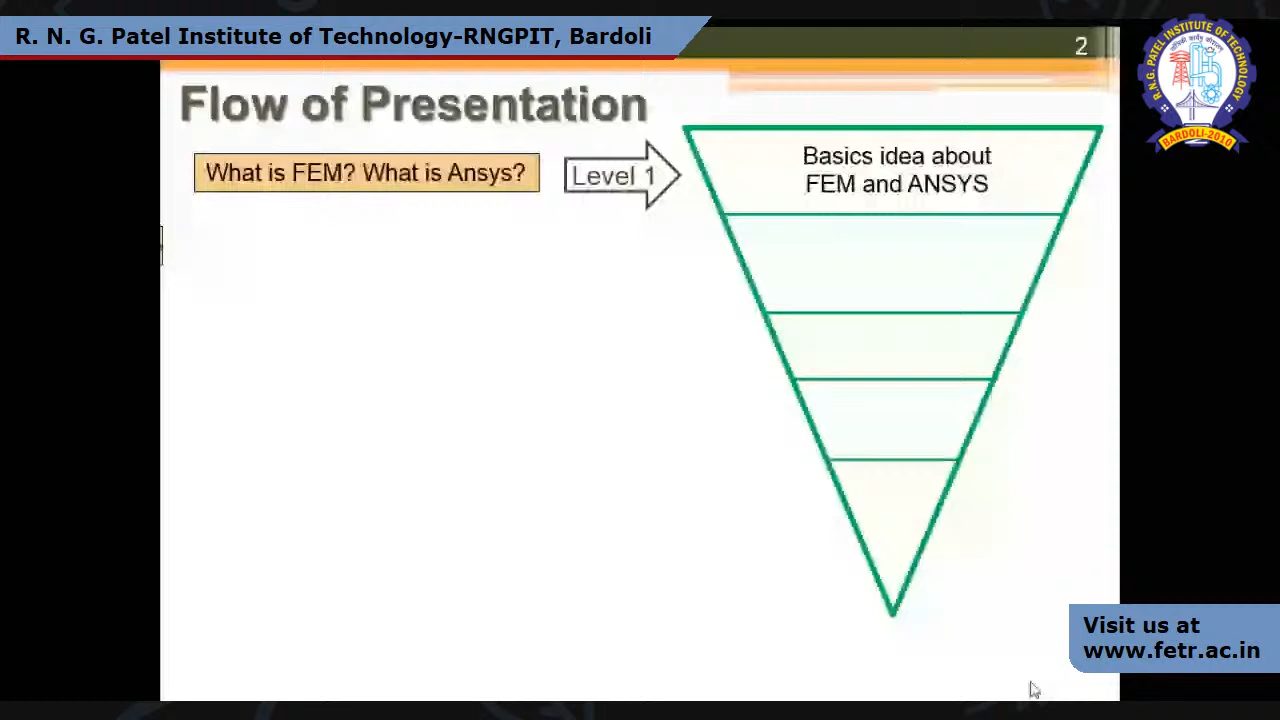 R. N. G. Patel Institute of Technology-RNGPIT, Bardoli
2
R.N.G. PATEL INSTITUTE OF TECHNOLOGY
BARDOLI-2010
Flow of Presentation
What is FEM? What is Ansys?
Level 1
Basics idea about
FEM and ANSYS
Visit us at
www.fetr.ac.in